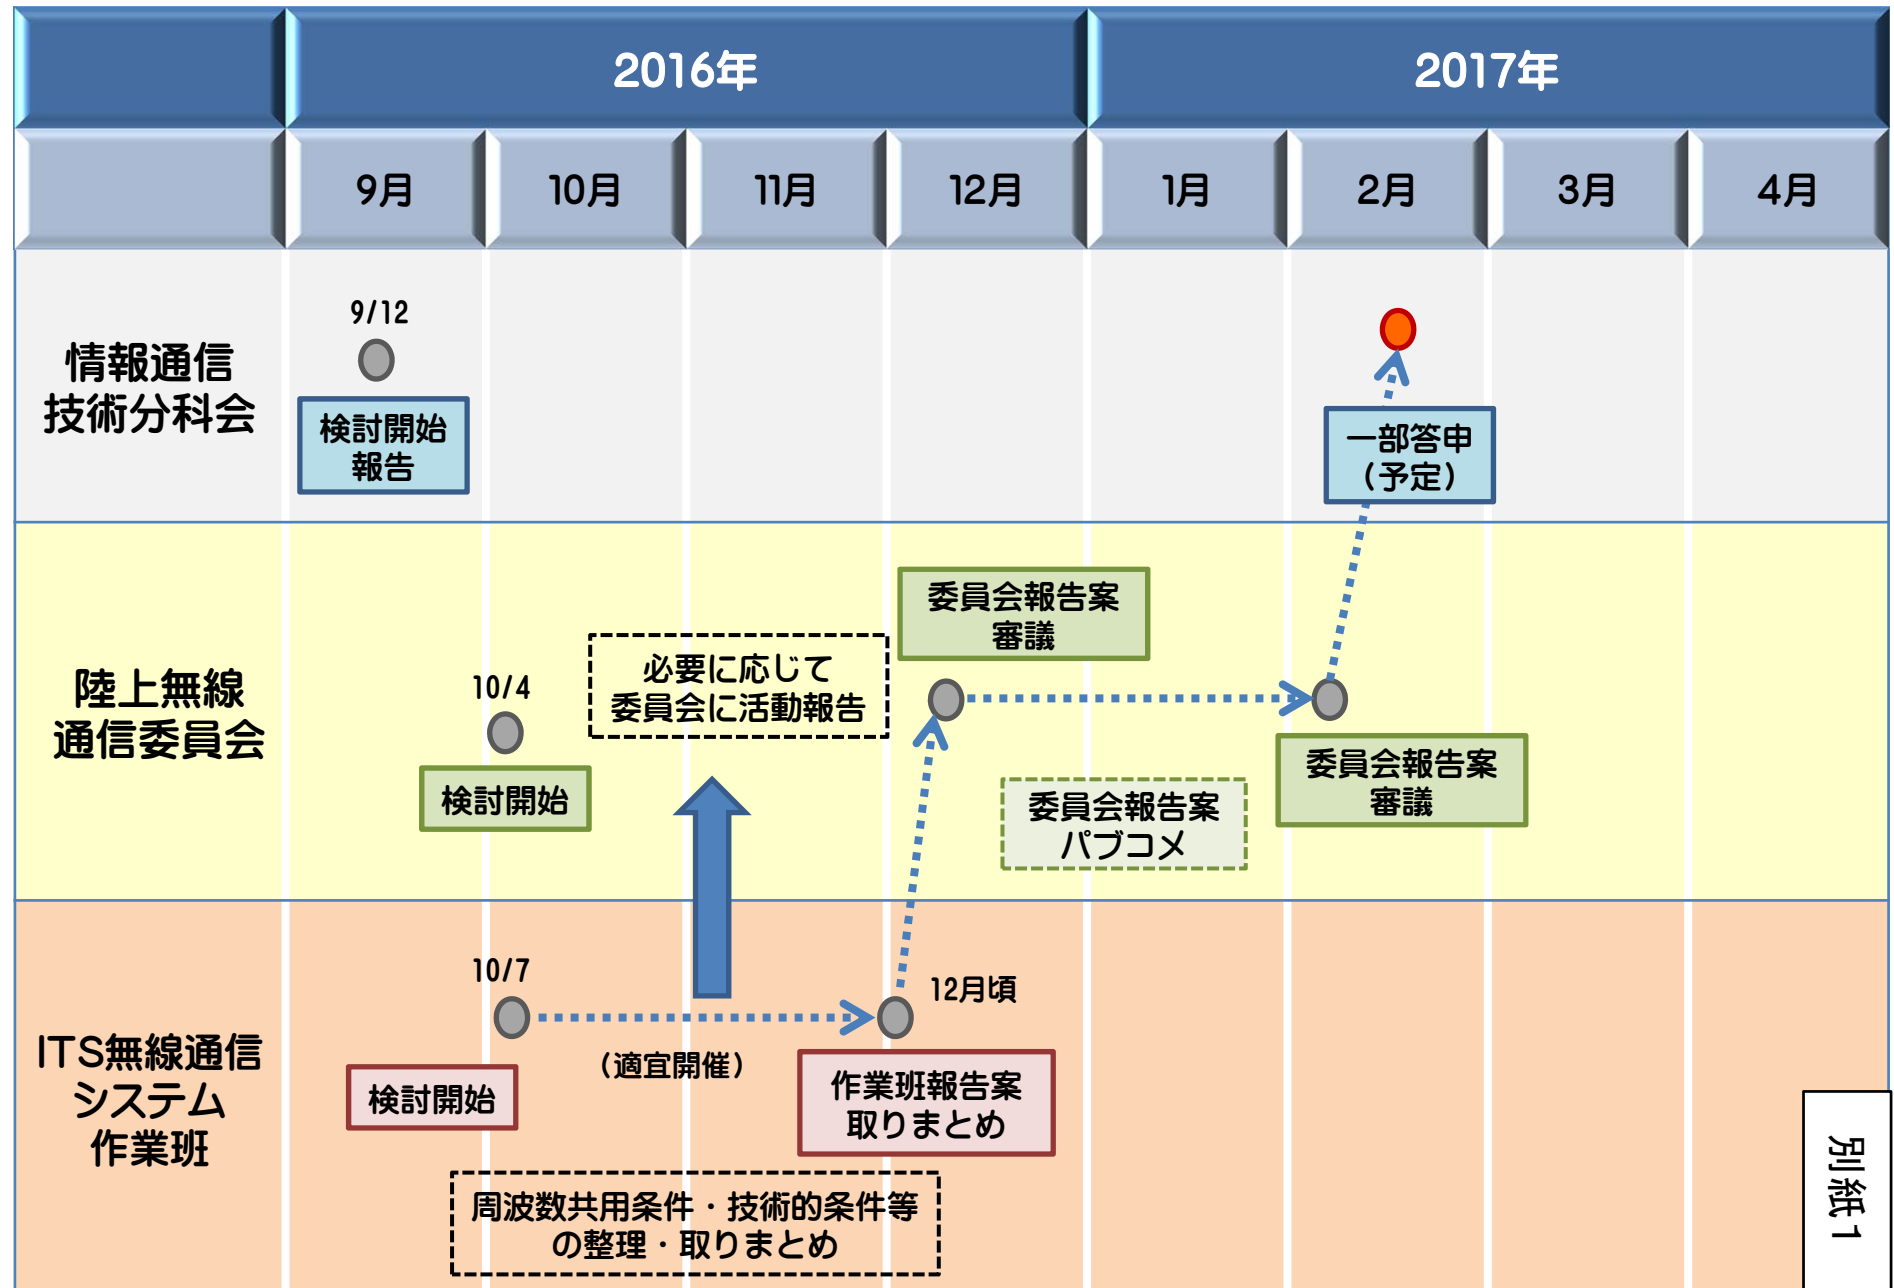 2016年
2017年
9月
10月
11月
12月
1月
2月
3月
4月
情報通信
技術分科会
9/12
検討開始
報告
一部答申
（予定）
陸上無線
通信委員会
10/4
検討開始
必要に応じて
委員会に活動報告
委員会報告案
審議
委員会報告案
パブコメ
委員会報告案
審議
ITS無線通信
システム
作業班
10/7
検討開始
（適宜開催）
12月頃
作業班報告案
取りまとめ
周波数共用条件・技術的条件等
の整理・取りまとめ
別紙1